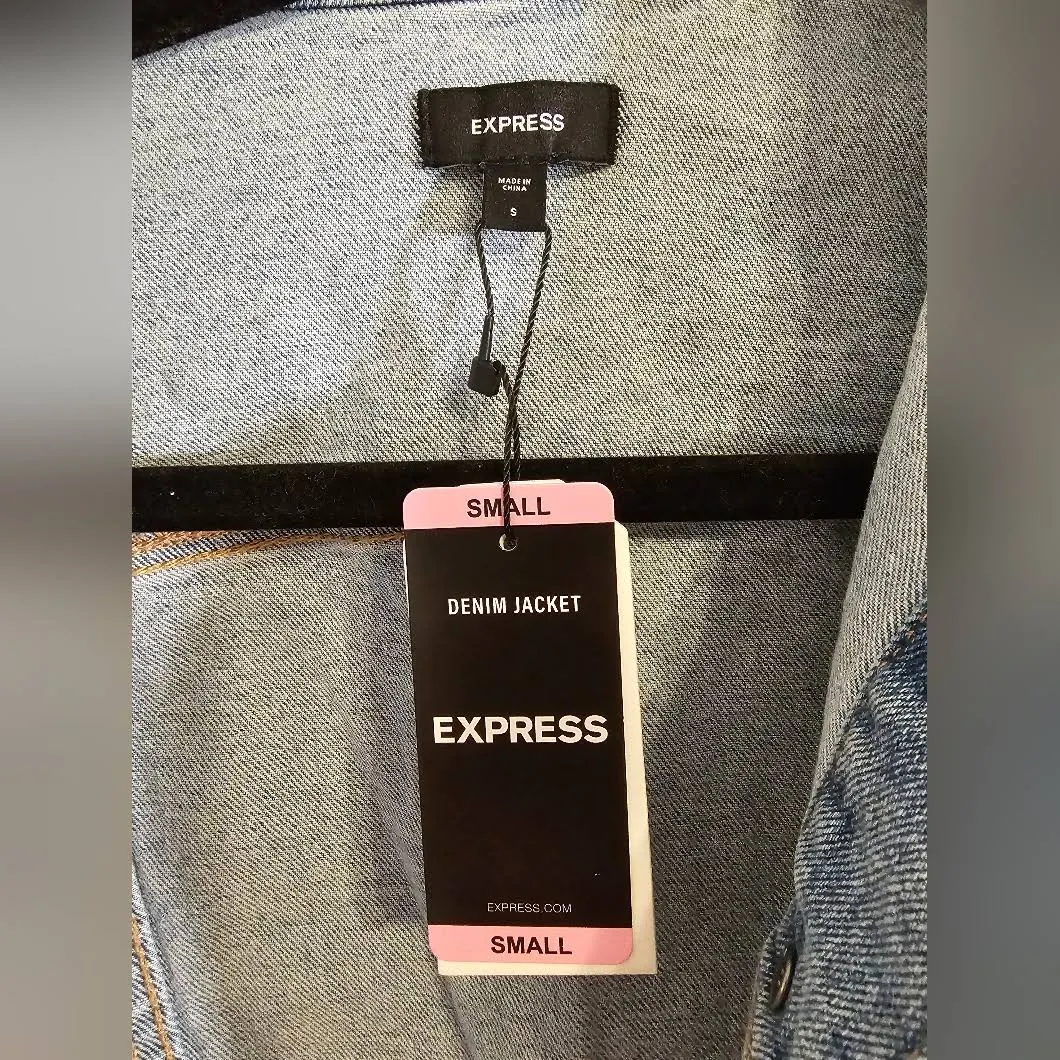 EXPRESS
MADE IN
CHINA
S
SMALL
DENIM JACKET
EXPRESS
EXPRESS.COM
SMALL